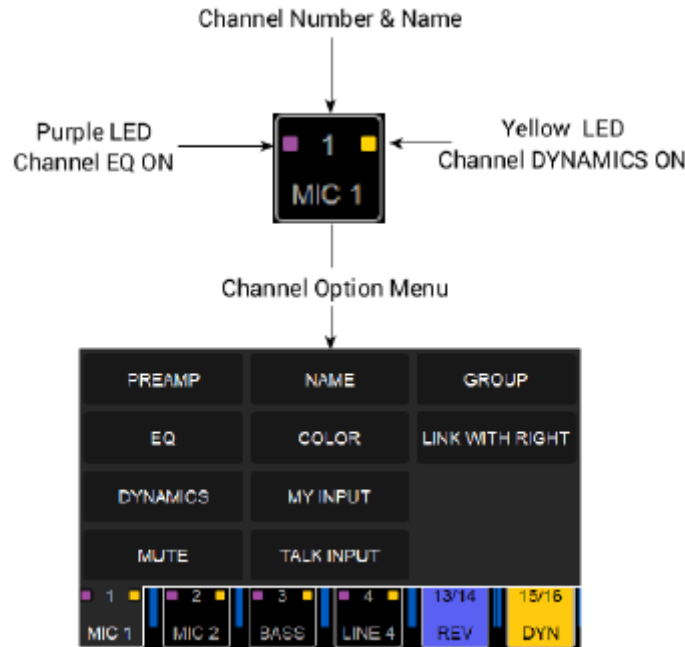 Channel Number & Name
Purple LED
Channel EQ ON
Yellow LED
Channel DYNAMICS ON
1
MIC 1
Channel Option Menu
PREAMP NAME GROUP
EQ COLOR LINK WITH RIGHT
DYNAMICS MY INPUT
MUTE TALK INPUT
1 2 3 4 13/14 15/16
MIC 1 MIC 2 BASS LINE 4 REV DYN